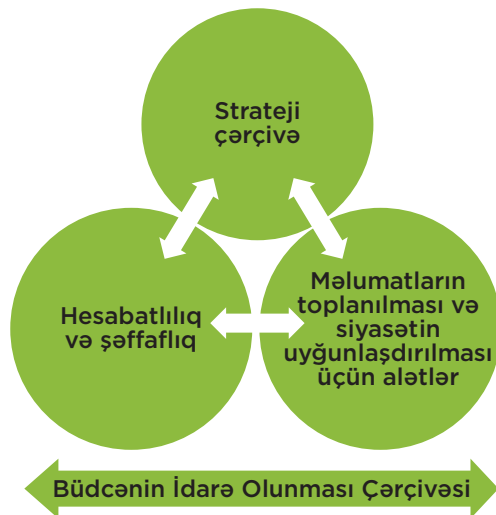 Strateji
çərçivə
Hesabatlılıq
və şəffaflıq
Məlumatların
toplanılması və
siyasətin
uyğunlaşdırılması
üçün alətlər
Büdcənin İdarə Olunması Çərçivəsi